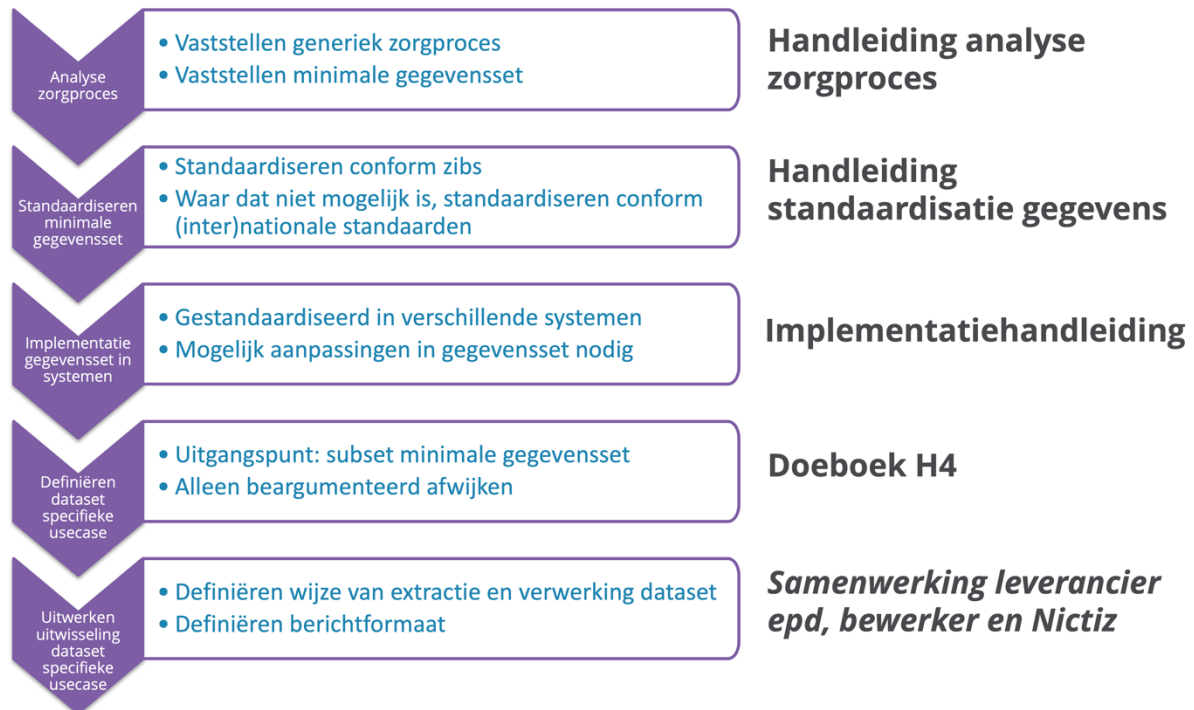 Analyse
zorgproces
• Vaststellen generiek zorgproces
• Vaststellen minimale gegevensset
Handleiding analyse
zorgproces
Standaardiseren
minimale
gegevensset
• Standaardiseren conform zibs
• Waar dat niet mogelijk is, standaardiseren conform
(inter)nationale standaarden
Handleiding
standaardisatie gegevens
Implementatie
gegevensset in
systemen
• Gestandaardiseerd in verschillende systemen
• Mogelijk aanpassingen in gegevensset nodig
Implementatiehandleiding
Definiëren
dataset
specifieke
usecase
• Uitgangspunt: subset minimale gegevensset
• Alleen beargumenteerd afwijken
Doeboek H4
Uitwerken
uitwisseling
dataset
specifieke
usecase
• Definiëren wijze van extractie en verwerking dataset
• Definiëren berichtformaat
Samenwerking leverancier
epd, bewerker en Nictiz